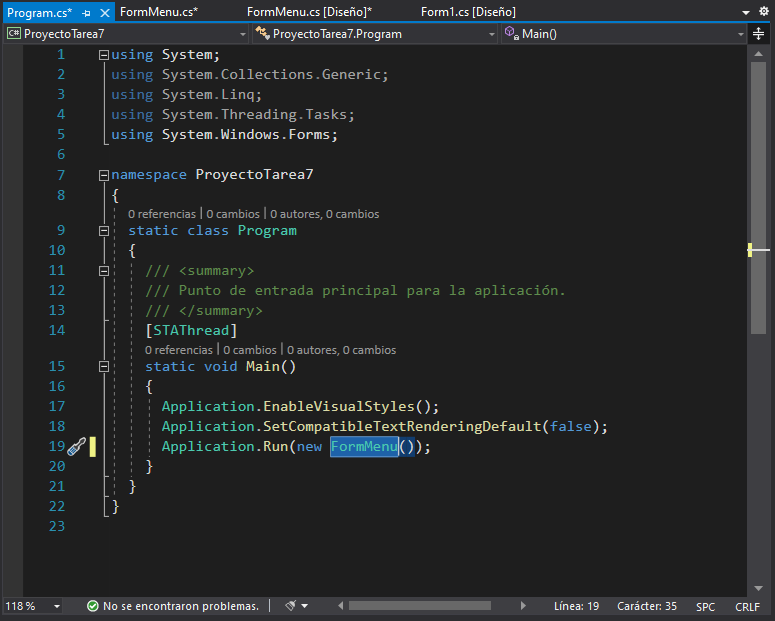 Program.cs* FormMenu.cs* FormMenu.cs [Diseño]* Form1.cs [Diseño]
C# ProyectoTarea7 ProyectoTarea7.Program Main()
1 using System;
2 using System.Collections.Generic;
3 using System.Linq;
4 using System.Threading.Tasks;
5 using System.Windows.Forms;
6
7 namespace ProyectoTarea7
8 {
0 referencias | 0 cambios | 0 autores, 0 cambios
9 static class Program
10 {
11 /// <summary>
12 /// Punto de entrada principal para la aplicación.
13 /// </summary>
14 [STAThread]
0 referencias | 0 cambios | 0 autores, 0 cambios
15 static void Main()
16 {
17 Application.EnableVisualStyles();
18 Application.SetCompatibleTextRenderingDefault(false);
19 Application.Run(new FormMenu());
20 }
21 }
22 }
23
118 % No se encontraron problemas. Línea: 19 Carácter: 35 SPC CRLF